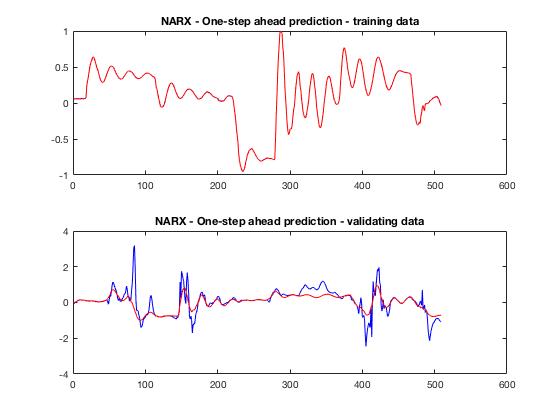 NARX - One-step ahead prediction - training data
1
0.5
0
-0.5
-1
0 100 200 300 400 500 600
NARX - One-step ahead prediction - validating data
4
2
0
-2
-4
0 100 200 300 400 500 600